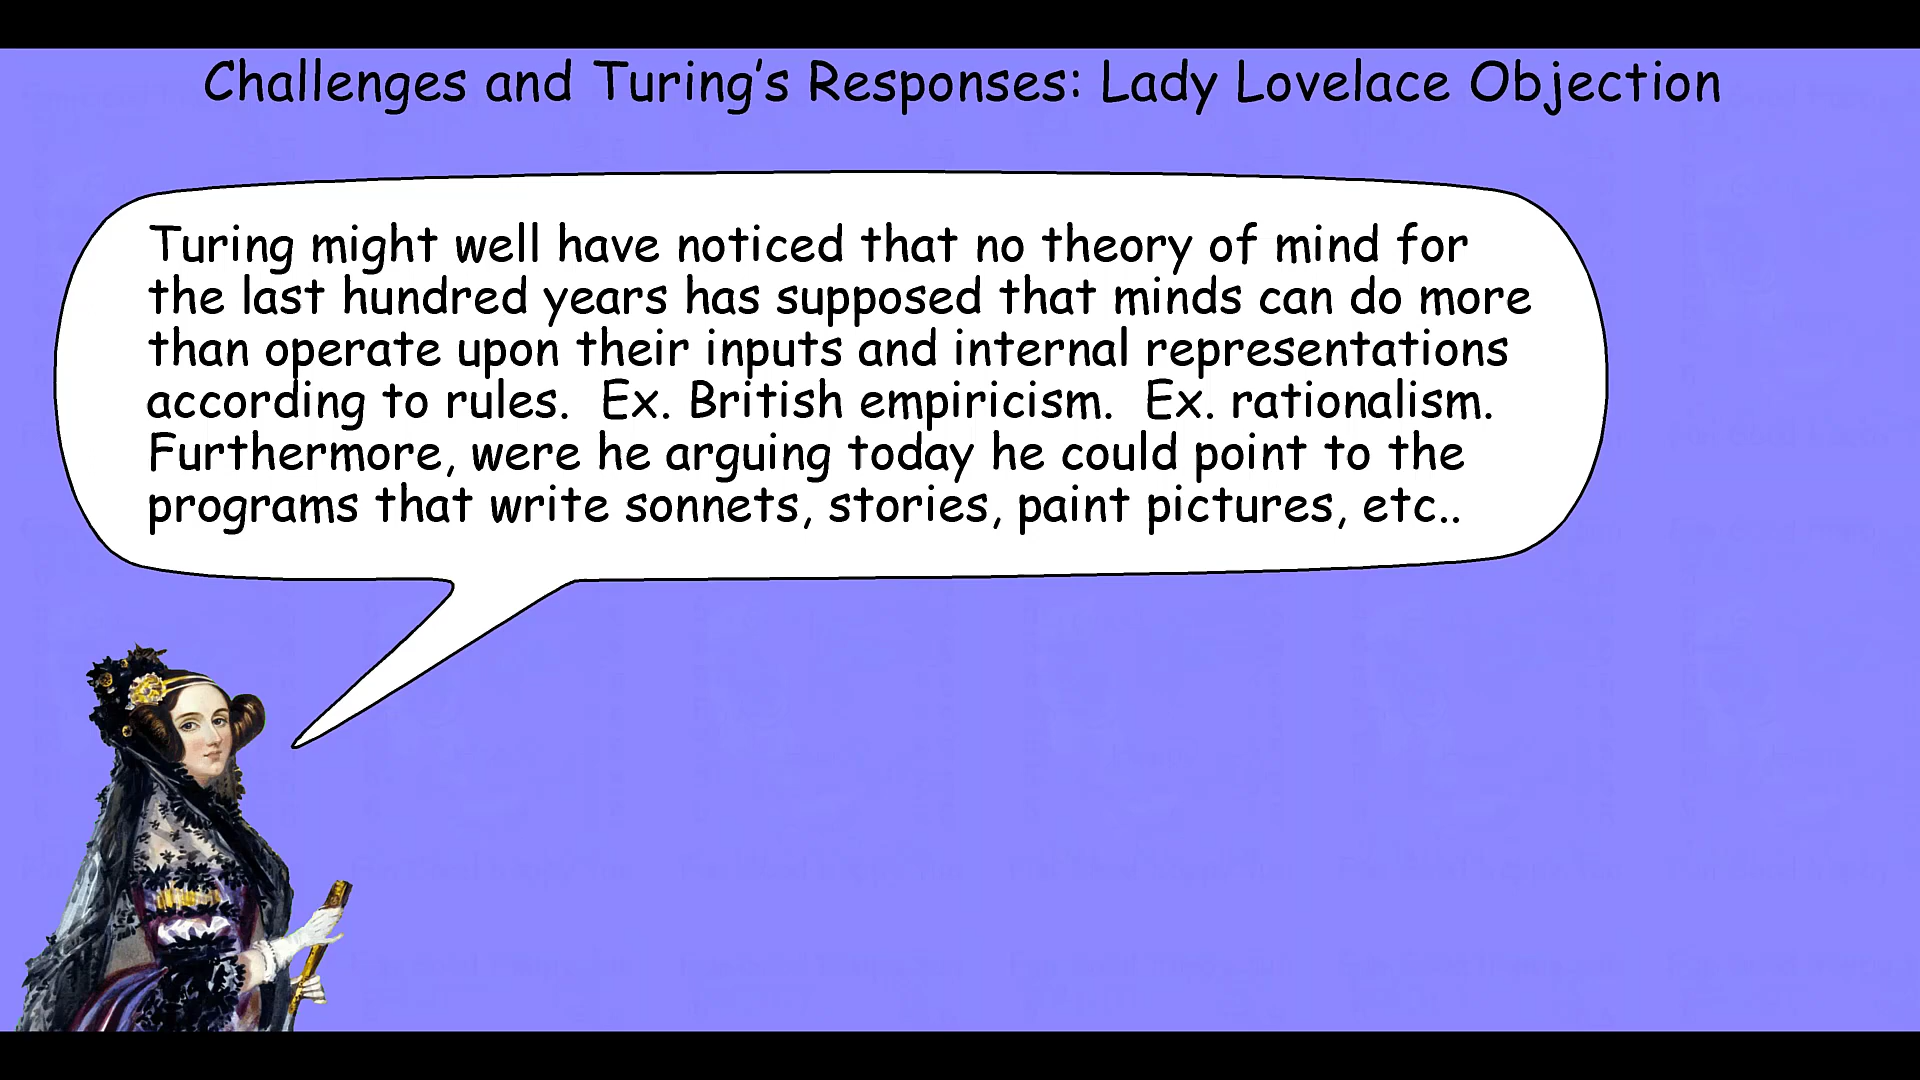 Challenges and Turing's Responses: Lady Lovelace Objection
Turing might well have noticed that no theory of mind for
the last hundred years has supposed that minds can do more
than operate upon their inputs and internal representations
according to rules.  Ex. British empiricism.  Ex. rationalism.
Furthermore, were he arguing today he could point to the
programs that write sonnets, stories, paint pictures, etc..